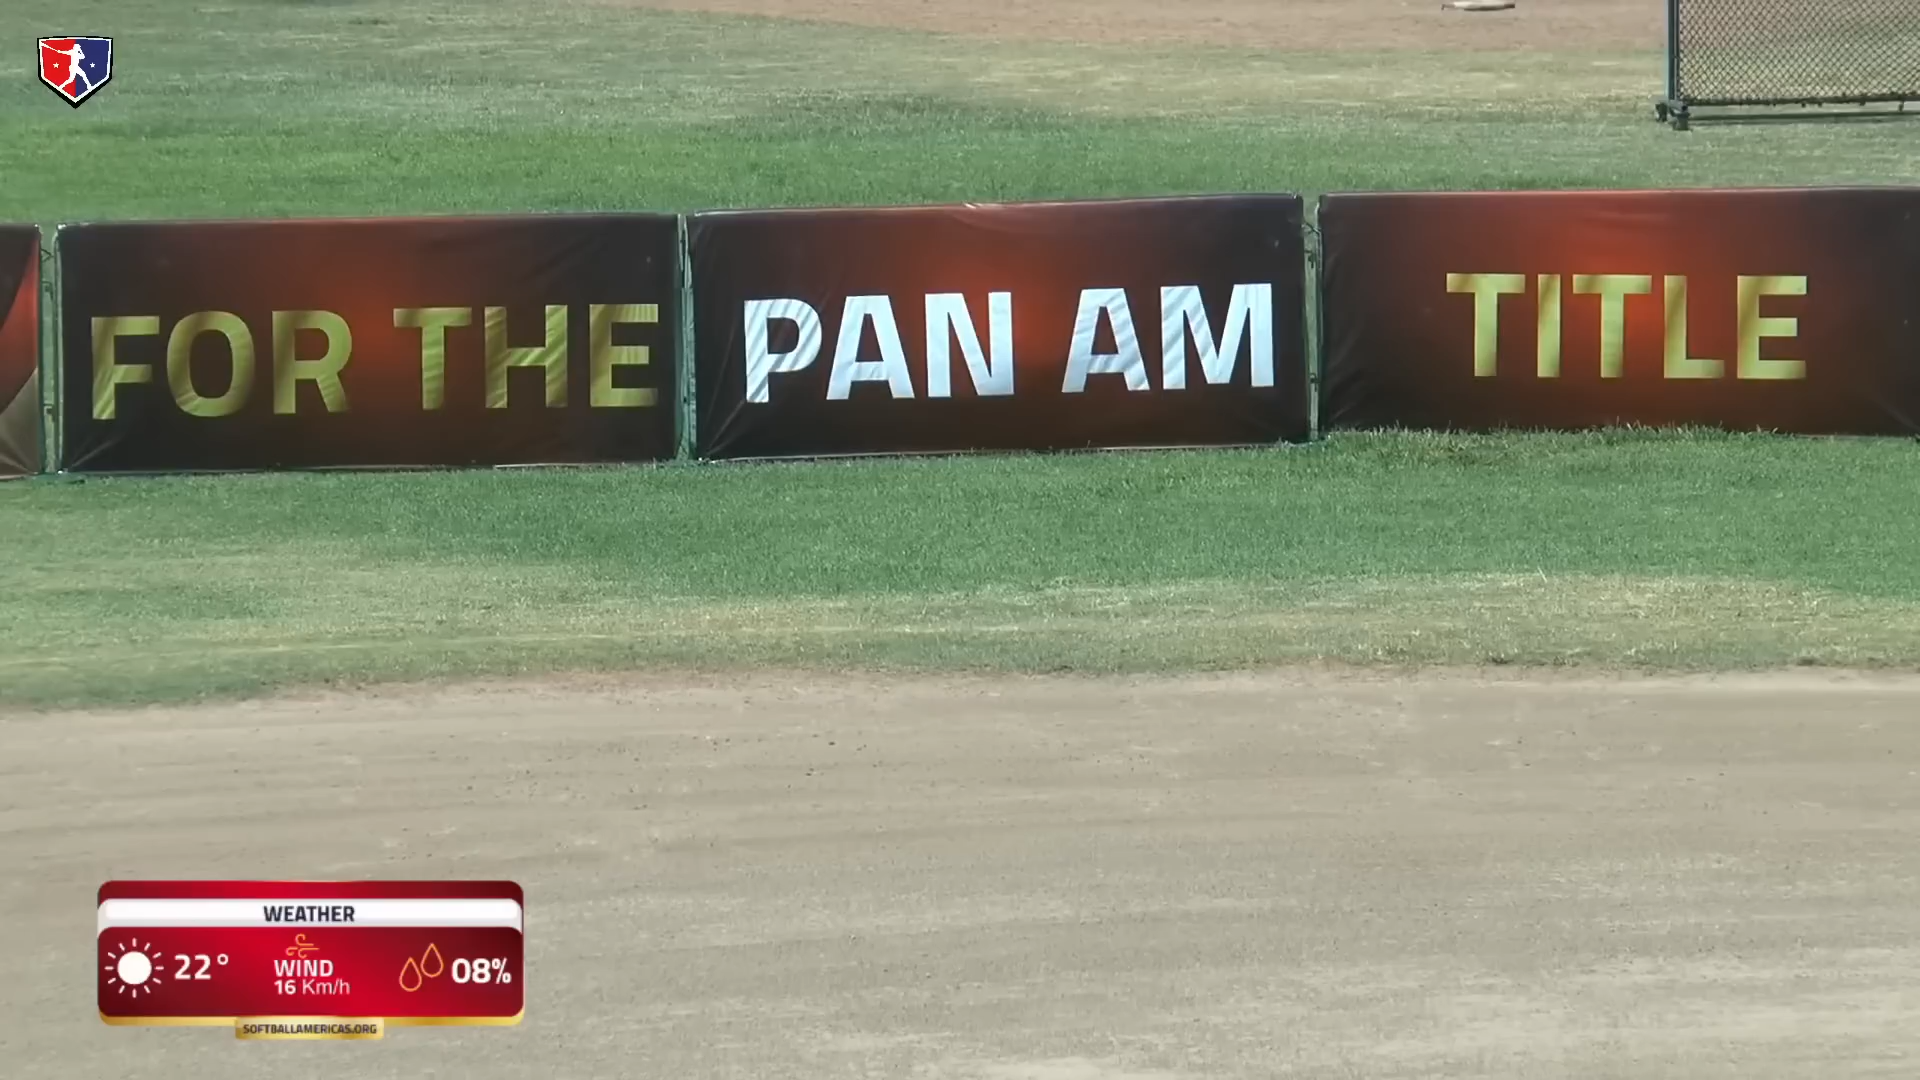 FOR THE PAN AM TITLE
WEATHER
22°
WIND
16 Km/h
08%
SOFTBALLAMERICAS.ORG